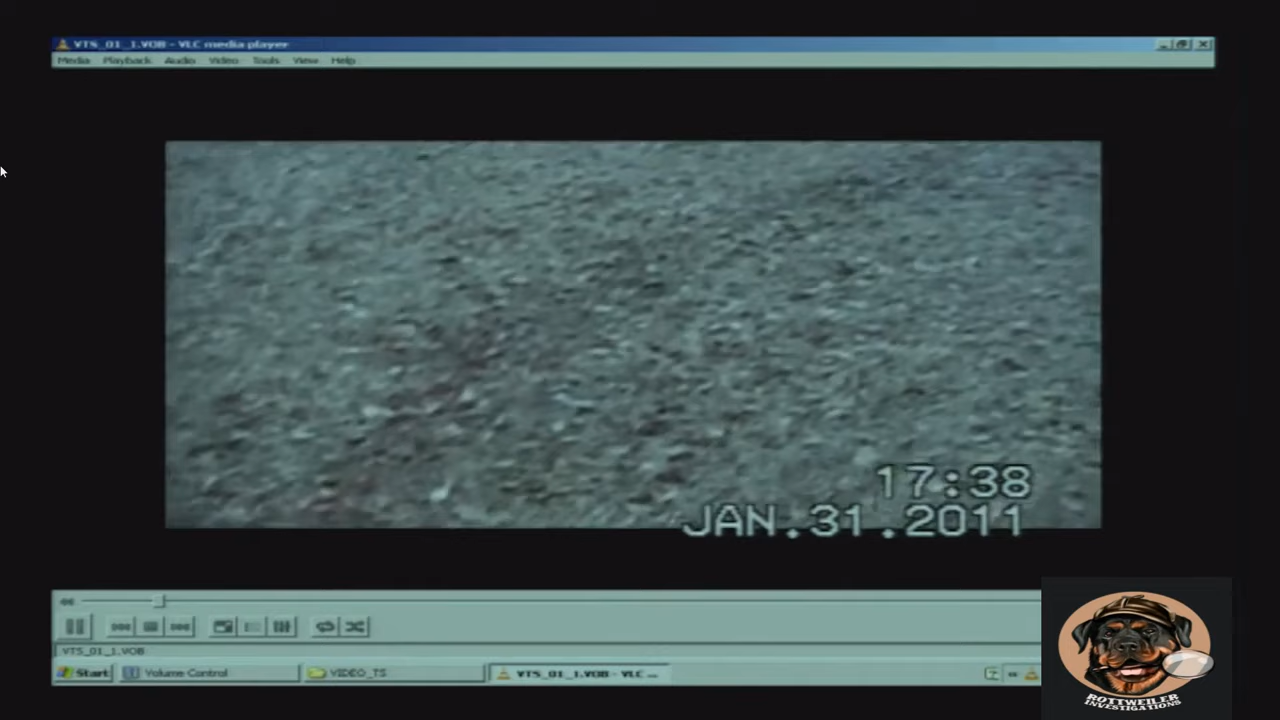 VTS_01_1.VOB - VLC media player
Media Playback Audio Video Tools View Help
17:38
JAN.31.2011
VTS_01_1.VOB
Start Volume Control VIDEO_TS VTS_01_1.VOB - VLC ...
ROTTWEILER
INVESTIGATIONS